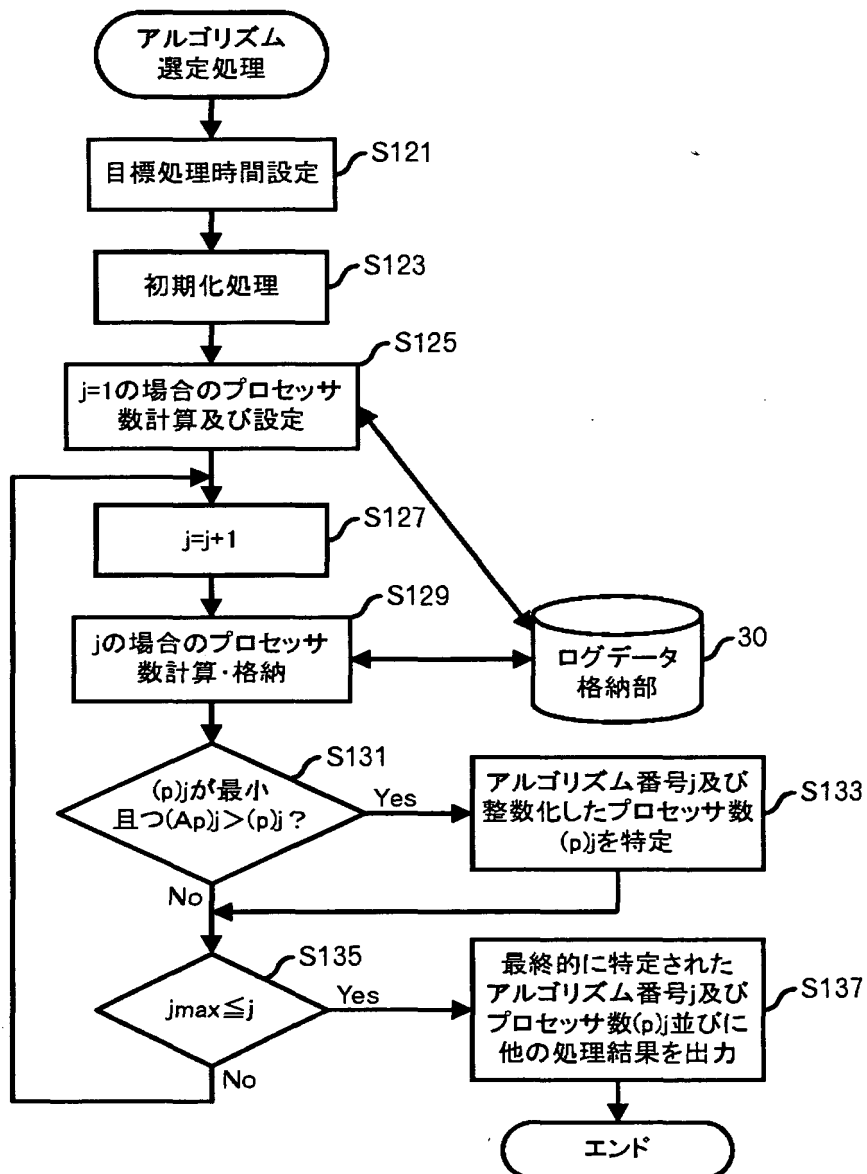 アルゴリズム
選定処理
目標処理時間設定
S121
初期化処理
S123
j=1の場合のプロセッサ
数計算及び設定
S125
j=j+1
S127
jの場合のプロセッサ
数計算・格納
S129
ログデータ
格納部
30
(p)jが最小
且つ(Ap)j>(p)j?
S131
Yes
No
アルゴリズム番号j及び
整数化したプロセッサ数
(p)jを特定
S133
jmax≦j
S135
Yes
No
最終的に特定された
アルゴリズム番号j及び
プロセッサ数(p)j並びに
他の処理結果を出力
S137
エンド